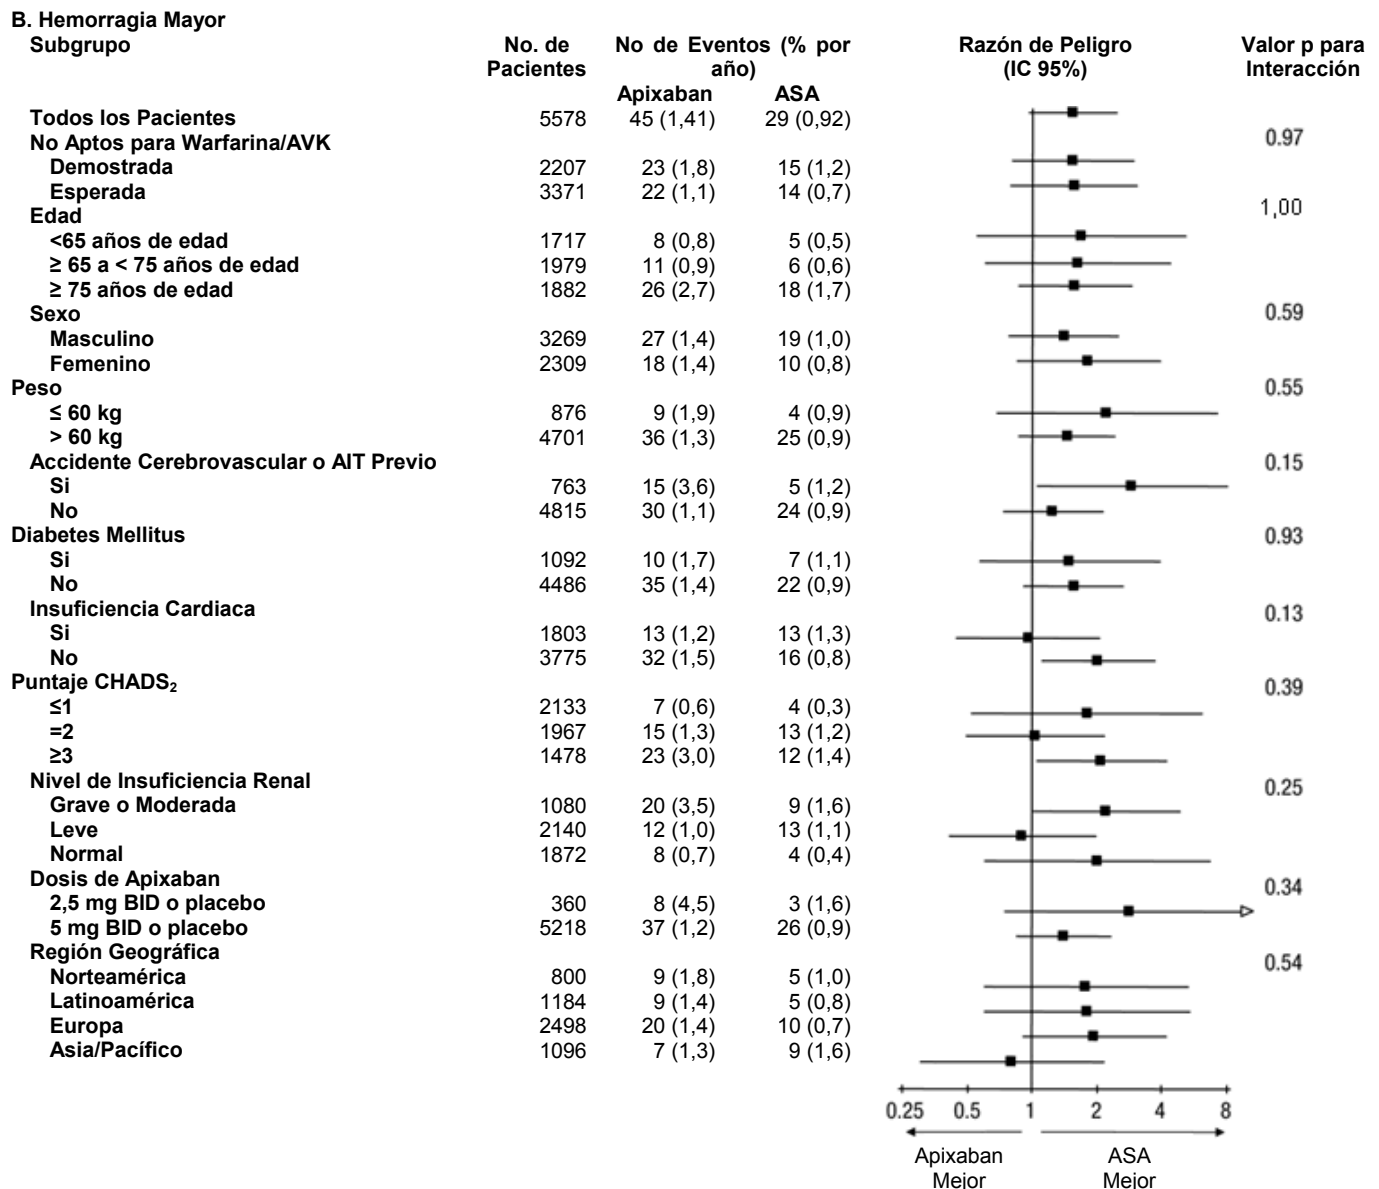 B. Hemorragia Mayor
Subgrupo No. de Pacientes No de Eventos (% por año) Razón de Peligro (IC 95%) Valor p para Interacción
Apixaban ASA
Todos los Pacientes 5578 45 (1,41) 29 (0,92)
No Aptos para Warfarina/AVK 0.97
Demostrada 2207 23 (1,8) 15 (1,2)
Esperada 3371 22 (1,1) 14 (0,7)
Edad 1,00
<65 años de edad 1717 8 (0,8) 5 (0,5)
≥ 65 a < 75 años de edad 1979 11 (0,9) 6 (0,6)
≥ 75 años de edad 1882 26 (2,7) 18 (1,7)
Sexo 0.59
Masculino 3269 27 (1,4) 19 (1,0)
Femenino 2309 18 (1,4) 10 (0,8)
Peso 0.55
≤ 60 kg 876 9 (1,9) 4 (0,9)
> 60 kg 4701 36 (1,3) 25 (0,9)
Accidente Cerebrovascular o AIT Previo 0.15
Si 763 15 (3,6) 5 (1,2)
No 4815 30 (1,1) 24 (0,9)
Diabetes Mellitus 0.93
Si 1092 10 (1,7) 7 (1,1)
No 4486 35 (1,4) 22 (0,9)
Insuficiencia Cardiaca 0.13
Si 1803 13 (1,2) 13 (1,3)
No 3775 32 (1,5) 16 (0,8)
Puntaje CHADS₂ 0.39
≤1 2133 7 (0,6) 4 (0,3)
=2 1967 15 (1,3) 13 (1,2)
≥3 1478 23 (3,0) 12 (1,4)
Nivel de Insuficiencia Renal 0.25
Grave o Moderada 1080 20 (3,5) 9 (1,6)
Leve 2140 12 (1,0) 13 (1,1)
Normal 1872 8 (0,7) 4 (0,4)
Dosis de Apixaban 0.34
2,5 mg BID o placebo 360 8 (4,5) 3 (1,6)
5 mg BID o placebo 5218 37 (1,2) 26 (0,9)
Región Geográfica 0.54
Norteamérica 800 9 (1,8) 5 (1,0)
Latinoamérica 1184 9 (1,4) 5 (0,8)
Europa 2498 20 (1,4) 10 (0,7)
Asia/Pacífico 1096 7 (1,3) 9 (1,6)
0.25 0.5 1 2 4 8
Apixaban ASA
Mejor Mejor